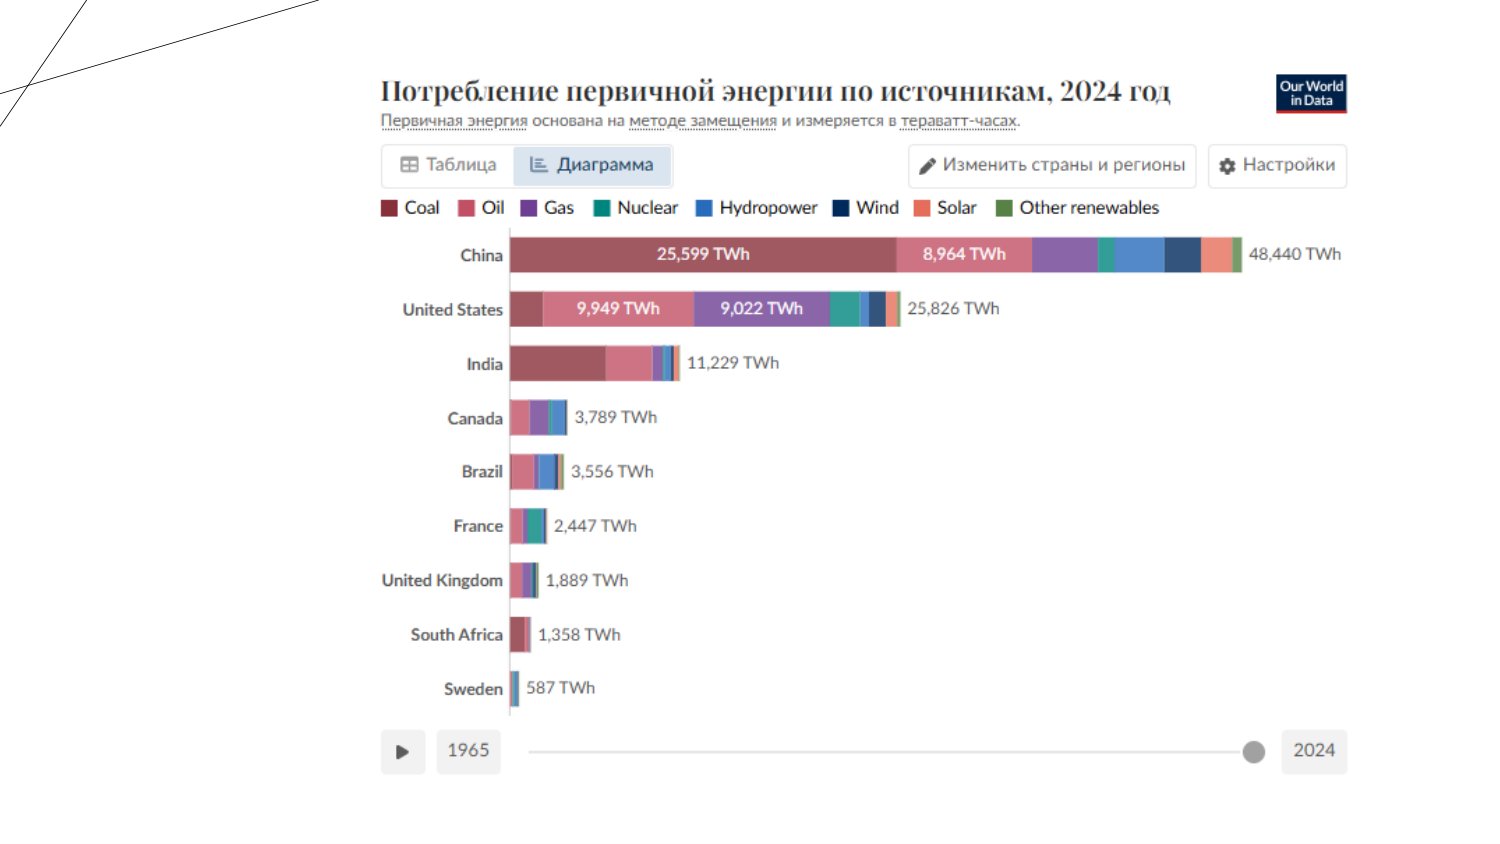 Потребление первичной энергии по источникам, 2024 год
Our World
in Data
Первичная энергия основана на методе замещения и измеряется в тераватт-часах.
Таблица Диаграмма Изменить страны и регионы Настройки
Coal Oil Gas Nuclear Hydropower Wind Solar Other renewables
China 25,599 TWh 8,964 TWh 48,440 TWh
United States 9,949 TWh 9,022 TWh 25,826 TWh
India 11,229 TWh
Canada 3,789 TWh
Brazil 3,556 TWh
France 2,447 TWh
United Kingdom 1,889 TWh
South Africa 1,358 TWh
Sweden 587 TWh
1965 2024